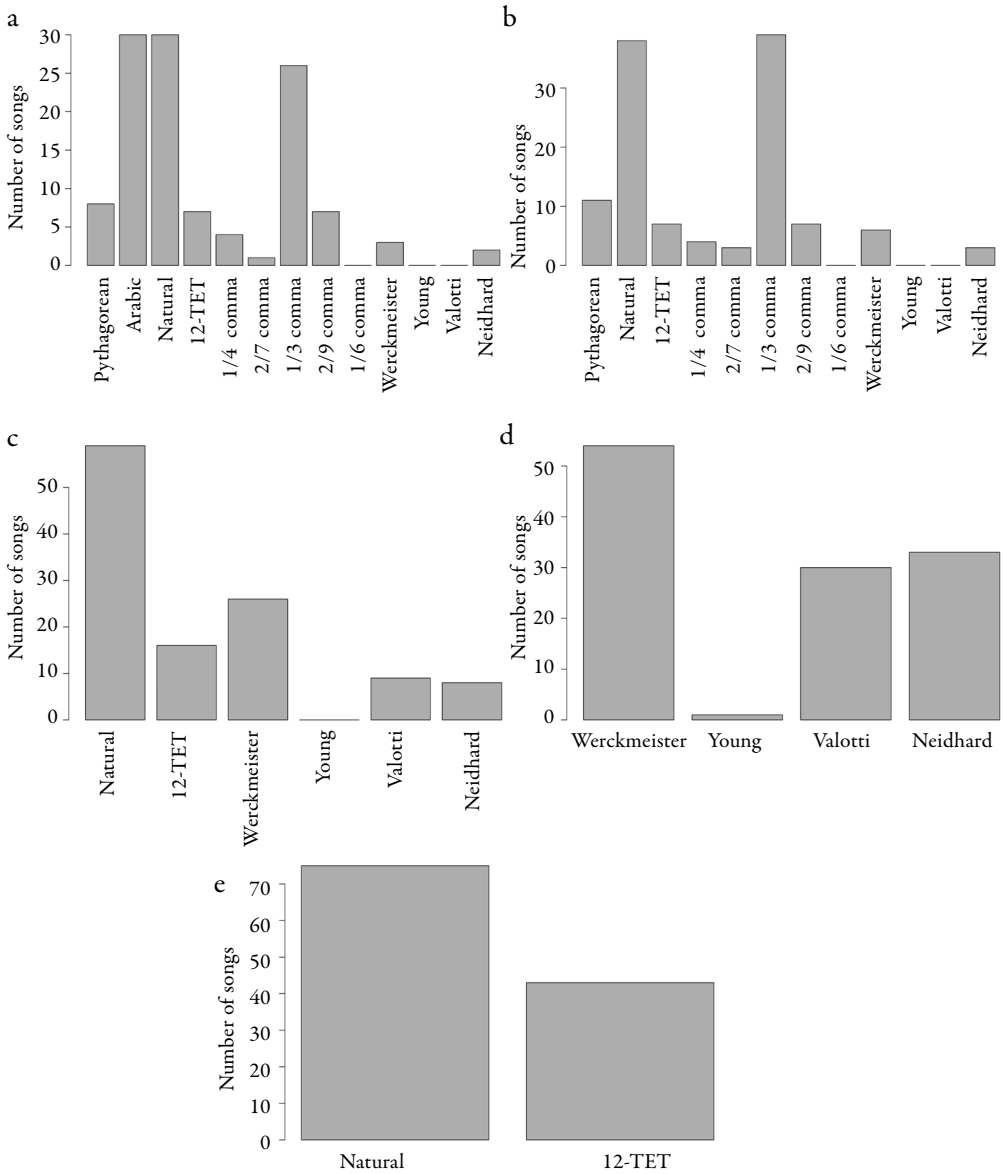 a
Number of songs
30
25
20
15
10
5
0
Pythagorean
Arabic
Natural
12-TET
1/4 comma
2/7 comma
1/3 comma
2/9 comma
1/6 comma
Werckmeister
Young
Valotti
Neidhard
b
Number of songs
30
20
10
0
Pythagorean
Natural
12-TET
1/4 comma
2/7 comma
1/3 comma
2/9 comma
1/6 comma
Werckmeister
Young
Valotti
Neidhard
c
Number of songs
50
40
30
20
10
0
Natural
12-TET
Werckmeister
Young
Valotti
Neidhard
d
Number of songs
50
40
30
20
10
0
Werckmeister
Young
Valotti
Neidhard
e
Number of songs
70
60
50
40
30
20
10
0
Natural
12-TET